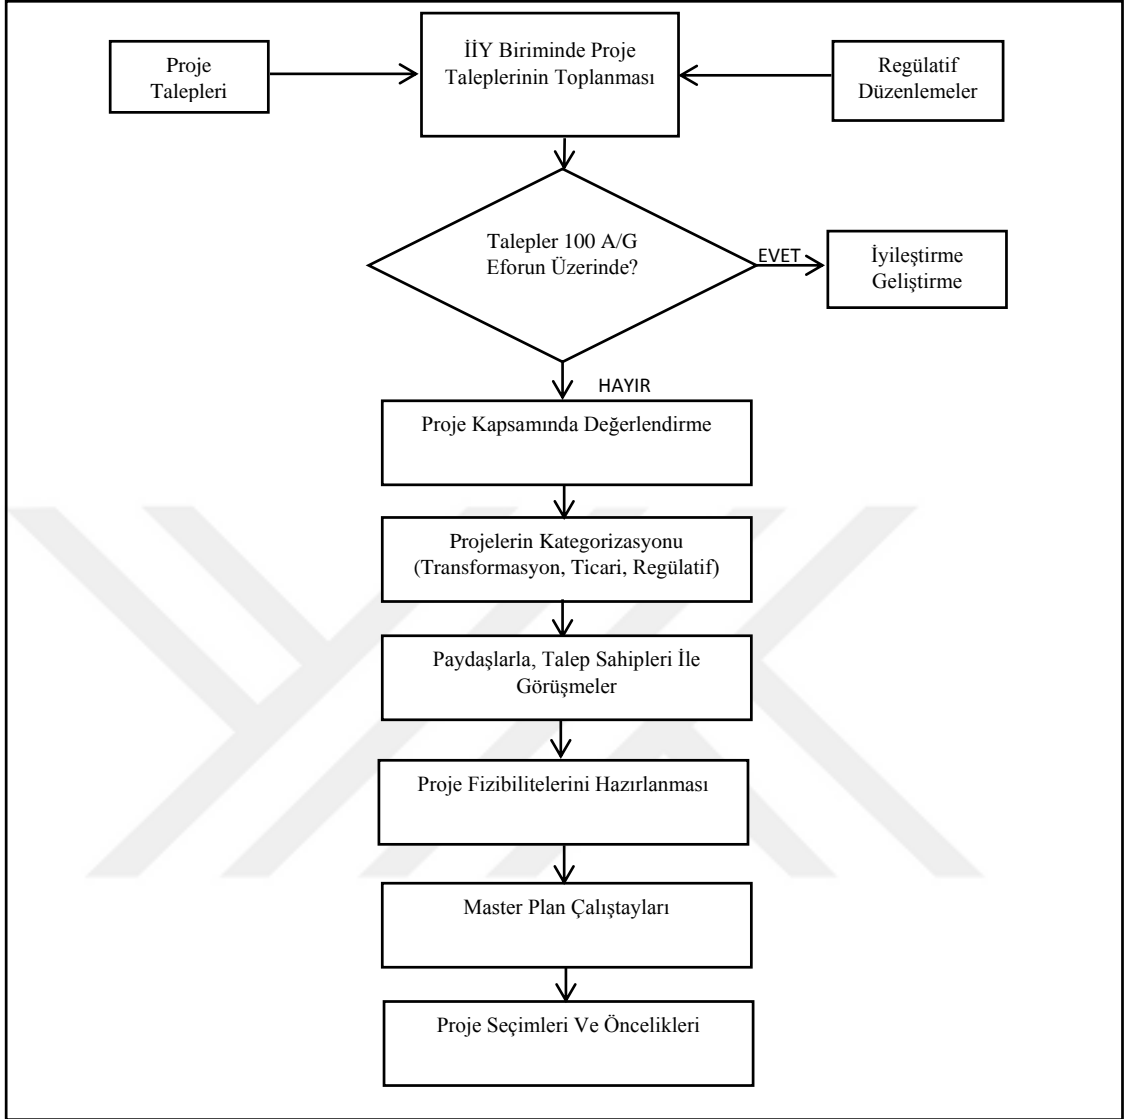 Proje
Talepleri
İİY Biriminde Proje
Taleplerinin Toplanması
Regülatif
Düzenlemeler
Talepler 100 A/G
Eforun Üzerinde?
EVET
İyileştirme
Geliştirme
HAYIR
Proje Kapsamında Değerlendirme
Projelerin Kategorizasyonu
(Transformasyon, Ticari, Regülatif)
Paydaşlarla, Talep Sahipleri İle
Görüşmeler
Proje Fizibilitelerini Hazırlanması
Master Plan Çalıştayları
Proje Seçimleri Ve Öncelikleri